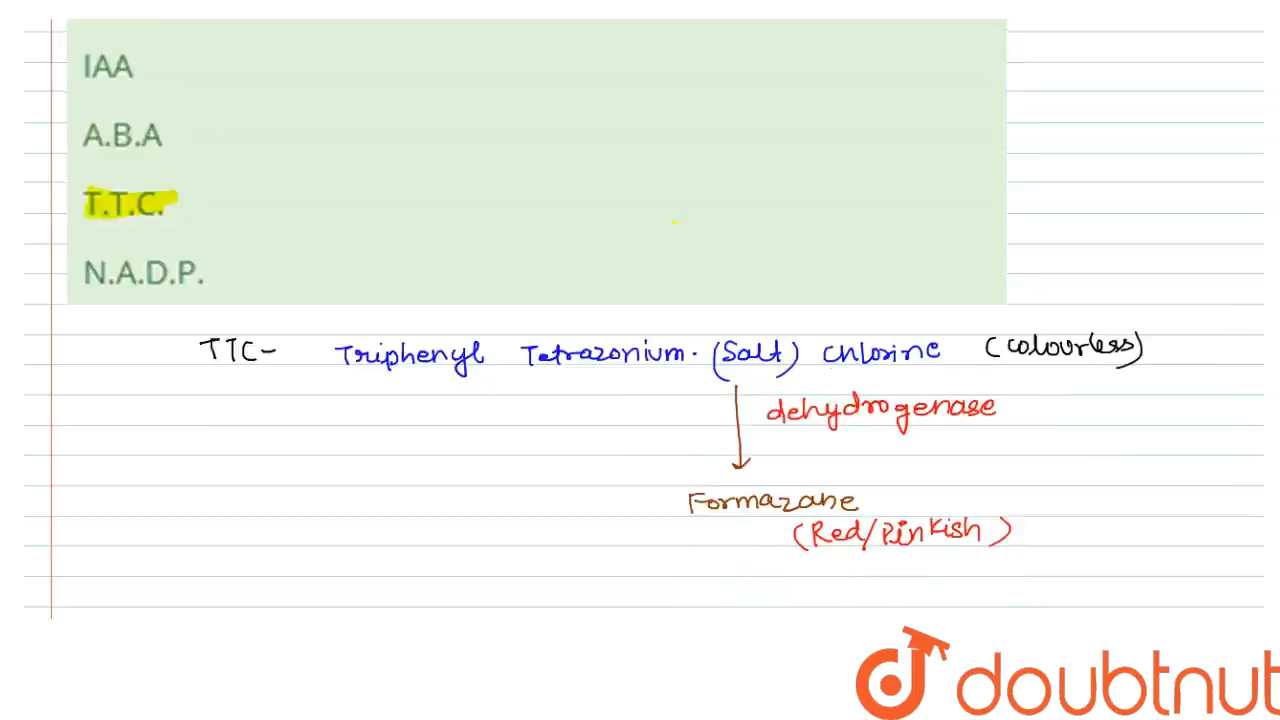 IAA
A.B.A
T.T.C.
N.A.D.P.
TTC- Triphenyl Tetrazonium. (Salt) Chlorine (colourless)
dehydrogenase
Formazane
(Red/Pinkish)
doubtnut